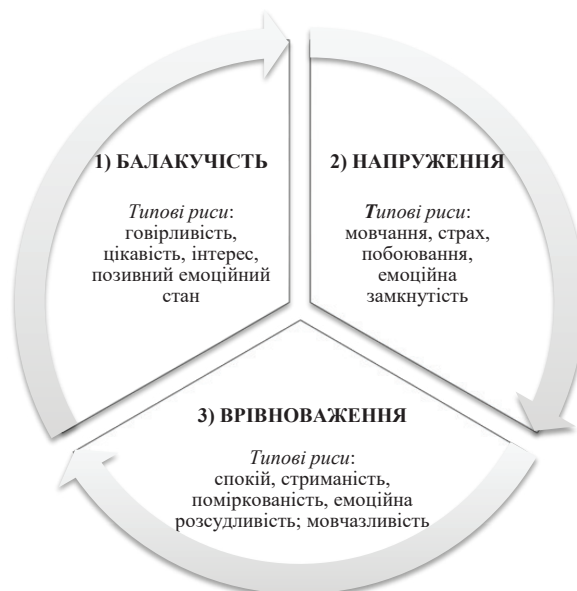 1) БАЛАКУЧІСТЬ
Типові риси:
говірливість,
цікавість, інтерес,
позивний емоційний
стан
2) НАПРУЖЕННЯ
Типові риси:
мовчання, страх,
побоювання,
емоційна
замкнутість
3) ВРІВНОВАЖЕННЯ
Типові риси:
спокій, стриманість,
поміркованість, емоційна
розсудливість; мовчазливість